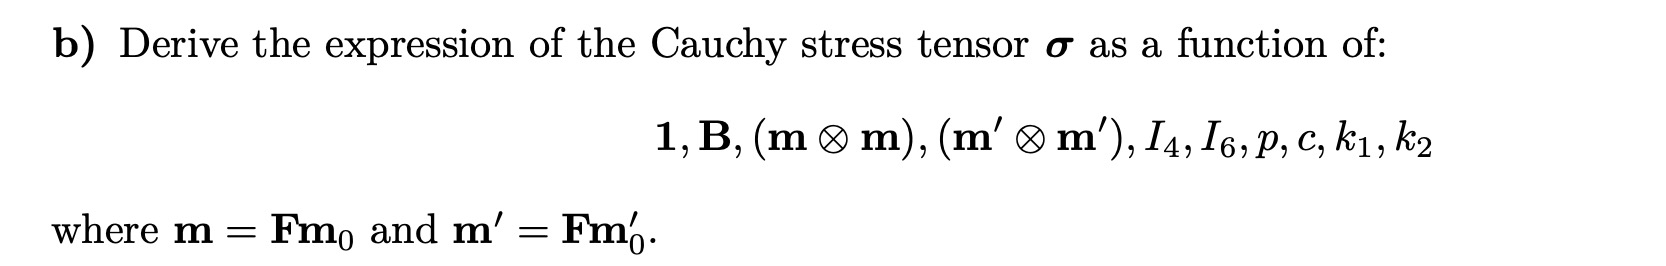 b) Derive the expression of the Cauchy stress tensor σ as a function of:
1, B, (m ⊗ m), (m′ ⊗ m′), I₄, I₆, p, c, k₁, k₂
where m = Fm₀ and m′ = Fm′₀.